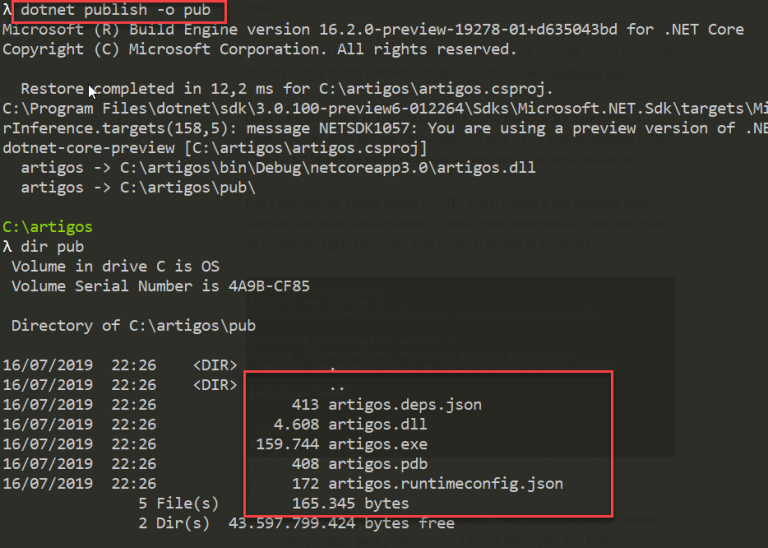 λ dotnet publish -o pub
Microsoft (R) Build Engine version 16.2.0-preview-19278-01+d635043bd for .NET Core
Copyright (C) Microsoft Corporation. All rights reserved.
Restore completed in 12,2 ms for C:\artigos\artigos.csproj.
C:\Program Files\dotnet\sdk\3.0.100-preview6-012264\Sdks\Microsoft.NET.Sdk\targets\Mi
rInference.targets(158,5): message NETSDK1057: You are using a preview version of .NE
dotnet-core-preview [C:\artigos\artigos.csproj]
artigos -> C:\artigos\bin\Debug\netcoreapp3.0\artigos.dll
artigos -> C:\artigos\pub\
C:\artigos
λ dir pub
Volume in drive C is OS
Volume Serial Number is 4A9B-CF85
Directory of C:\artigos\pub
16/07/2019 22:26 <DIR> .
16/07/2019 22:26 <DIR> ..
16/07/2019 22:26 413 artigos.deps.json
16/07/2019 22:26 4.608 artigos.dll
16/07/2019 22:26 159.744 artigos.exe
16/07/2019 22:26 408 artigos.pdb
16/07/2019 22:26 172 artigos.runtimeconfig.json
5 File(s) 165.345 bytes
2 Dir(s) 43.597.799.424 bytes free